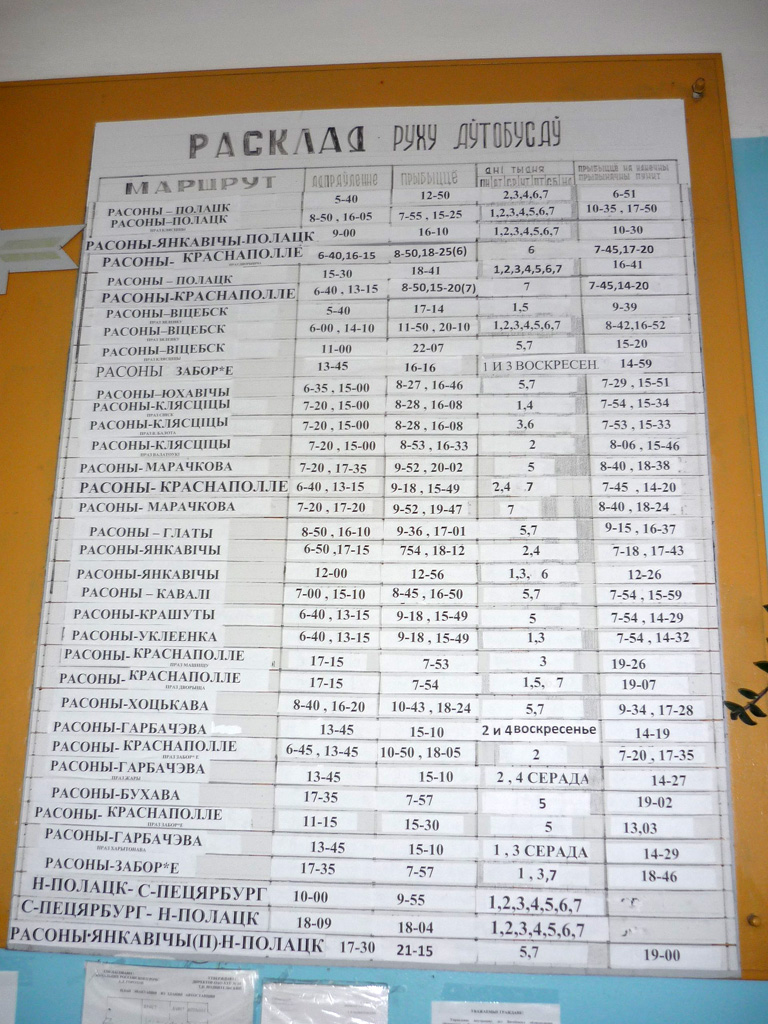 РАСКЛАД РУХУ АЎТОБУСАЎ
МАРШРУТ АДПРАЎЛЕННЕ ПРЫБЫЦЦЁ ДНІ ТЫДНЯ ПРЫБЫЦЦЁ НА КАНЕЧНЫ
ПН ВТ СР ЧТ ПТ СБ НД ПРЫПЫНАЧНЫ ПУНКТ
РАСОНЫ – ПОЛАЦК 5-40 12-50 2,3,4,6,7 6-51
РАСОНЫ–ПОЛАЦК 8-50 , 16-05 7-55 , 15-25 1,2,3,4,5,6,7 10-35 , 17-50
РАСОНЫ-ЯНКАВІЧЫ-ПОЛАЦК 9-00 16-10 1,2,3,4,5,6,7 10-30
РАСОНЫ- КРАСНАПОЛЛЕ 6-40,16-15 8-50,18-25(6) 6 7-45,17-20
РАСОНЫ – ПОЛАЦК 15-30 18-41 1,2,3,4,5,6,7 16-41
РАСОНЫ-КРАСНАПОЛЛЕ 6-40 , 13-15 8-50,15-20(7) 7 7-45,14-20
РАСОНЫ–ВІЦЕБСК 5-40 17-14 1,5 9-39
РАСОНЫ–ВІЦЕБСК 6-00 , 14-10 11-50 , 20-10 1,2,3,4,5,6,7 8-42,16-52
РАСОНЫ–ВІЦЕБСК 11-00 22-07 5,7 15-20
РАСОНЫ ЗАБОР*Е 13-45 16-16 1 И 3 ВОСКРЕСЕН. 14-59
РАСОНЫ–ЮХАВІЧЫ 6-35 , 15-00 8-27 , 16-46 5,7 7-29 , 15-51
РАСОНЫ-КЛЯСЦІЦЫ 7-20 , 15-00 8-28 , 16-08 1,4 7-54 , 15-34
РАСОНЫ-КЛЯСЦІЦЫ 7-20 , 15-00 8-28 , 16-08 3,6 7-53 , 15-33
РАСОНЫ-КЛЯСЦІЦЫ 7-20 , 15-00 8-53 , 16-33 2 8-06 , 15-46
РАСОНЫ-МАРАЧКОВА 7-20 , 17-35 9-52 , 20-02 5 8-40 , 18-38
РАСОНЫ- КРАСНАПОЛЛЕ 6-40 , 13-15 9-18 , 15-49 2,4 7 7-45 , 14-20
РАСОНЫ- МАРАЧКОВА 7-20 , 17-20 9-52 , 19-47 7 8-40 , 18-24
РАСОНЫ – ГЛАТЫ 8-50 , 16-10 9-36 , 17-01 5,7 9-15 , 16-37
РАСОНЫ-ЯНКАВІЧЫ 6-50 ,17-15 754 , 18-12 2,4 7-18 , 17-43
РАСОНЫ-ЯНКАВІЧЫ 12-00 12-56 1,3, 6 12-26
РАСОНЫ – КАВАЛІ 7-00 , 15-10 8-45 , 16-50 5,7 7-54 , 15-59
РАСОНЫ-КРАШУТЫ 6-40 , 13-15 9-18 , 15-49 5 7-54 , 14-29
РАСОНЫ-УКЛЕЕНКА 6-40 , 13-15 9-18 , 15-49 1,3 7-54 , 14-32
РАСОНЫ- КРАСНАПОЛЛЕ 17-15 7-53 3 19-26
РАСОНЫ- КРАСНАПОЛЛЕ 17-15 7-54 1,5, 7 19-07
РАСОНЫ-ХОЦЬКАВА 8-40 , 16-20 10-43 , 18-24 5,7 9-34 , 17-28
РАСОНЫ-ГАРБАЧЭВА 13-45 15-10 2 и 4 воскресенье 14-19
РАСОНЫ- КРАСНАПОЛЛЕ 6-45 , 13-45 10-50 , 18-05 2 7-20 , 17-35
ПРАЗ ЗАБОР*Е
РАСОНЫ-ГАРБАЧЭВА 13-45 15-10 2 , 4 СЕРАДА 14-27
РАСОНЫ-БУХАВА 17-35 7-57 5 19-02
РАСОНЫ- КРАСНАПОЛЛЕ 11-15 15-30 5 13,03
ПРАЗ ЗАБОР*Е
РАСОНЫ-ГАРБАЧЭВА 13-45 15-10 1 , 3 СЕРАДА 14-29
РАСОНЫ-ЗАБОР*Е 17-35 7-57 1 , 3,7 18-46
Н-ПОЛАЦК- С-ПЕЦЯРБУРГ 10-00 9-55 1,2,3,4,5,6,7
С-ПЕЦЯРБУРГ- Н-ПОЛАЦК 18-09 18-04 1,2,3,4,5,6,7
РАСОНЫ-ЯНКАВІЧЫ(П)-Н-ПОЛАЦК 17-30 21-15 5,7 19-00